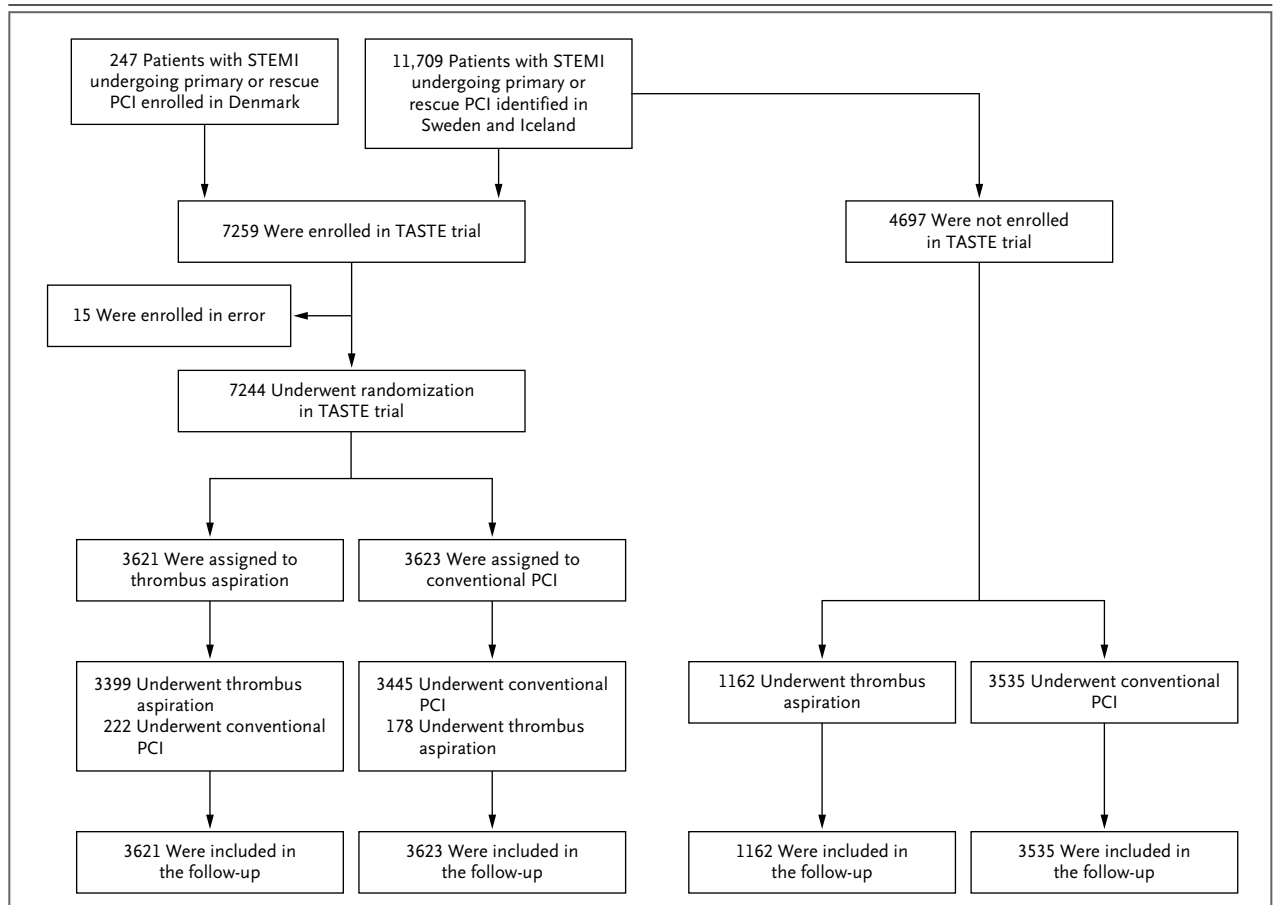 247 Patients with STEMI
undergoing primary or rescue
PCI enrolled in Denmark
11,709 Patients with STEMI
undergoing primary or
rescue PCI identified in
Sweden and Iceland
7259 Were enrolled in TASTE trial
4697 Were not enrolled
in TASTE trial
15 Were enrolled in error
7244 Underwent randomization
in TASTE trial
3621 Were assigned to
thrombus aspiration
3623 Were assigned to
conventional PCI
3399 Underwent thrombus
aspiration
222 Underwent conventional
PCI
3445 Underwent conventional
PCI
178 Underwent thrombus
aspiration
1162 Underwent thrombus
aspiration
3535 Underwent conventional
PCI
3621 Were included in
the follow-up
3623 Were included in
the follow-up
1162 Were included in
the follow-up
3535 Were included in
the follow-up